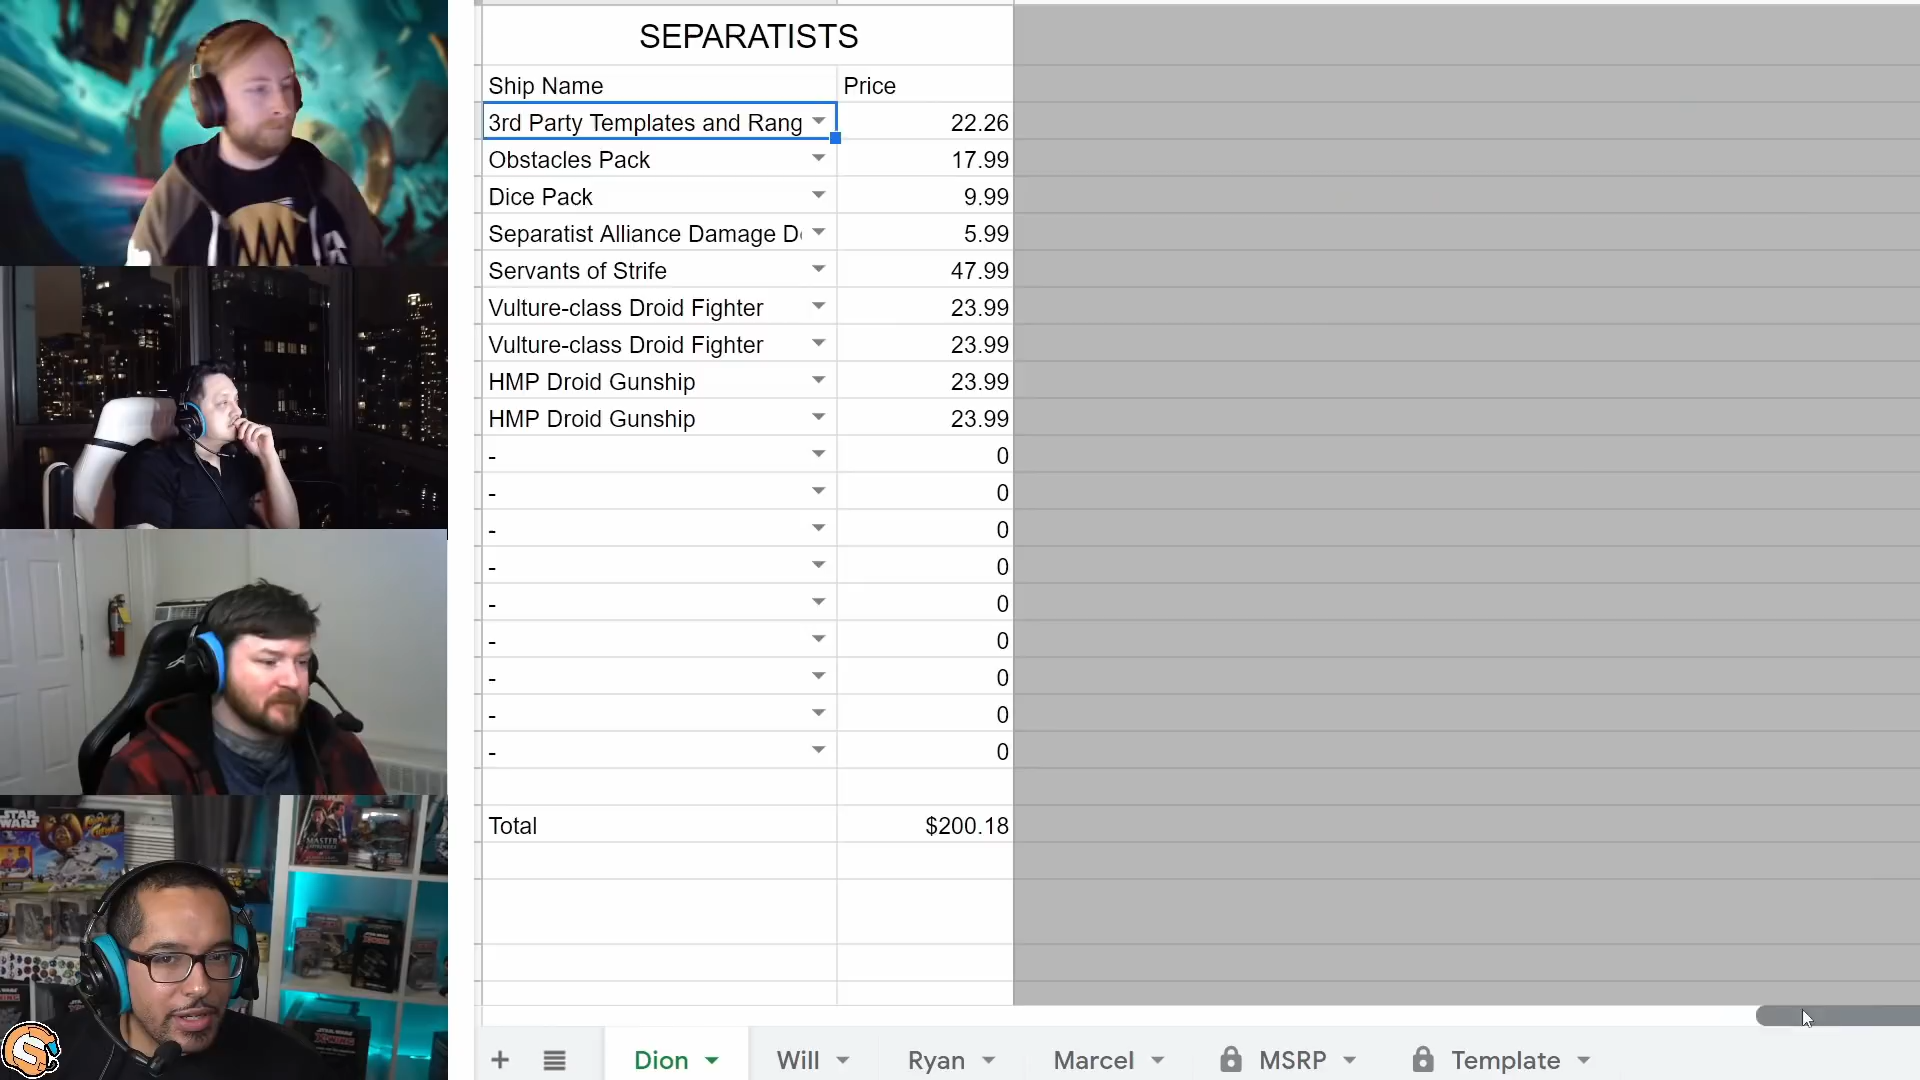 SEPARATISTS
Ship Name Price
3rd Party Templates and Rang 22.26
Obstacles Pack 17.99
Dice Pack 9.99
Separatist Alliance Damage D 5.99
Servants of Strife 47.99
Vulture-class Droid Fighter 23.99
Vulture-class Droid Fighter 23.99
HMP Droid Gunship 23.99
HMP Droid Gunship 23.99
- 0
- 0
- 0
- 0
- 0
- 0
- 0
- 0
- 0
Total $200.18
+ Dion Will Ryan Marcel MSRP Template
STAR WARS
MASTER